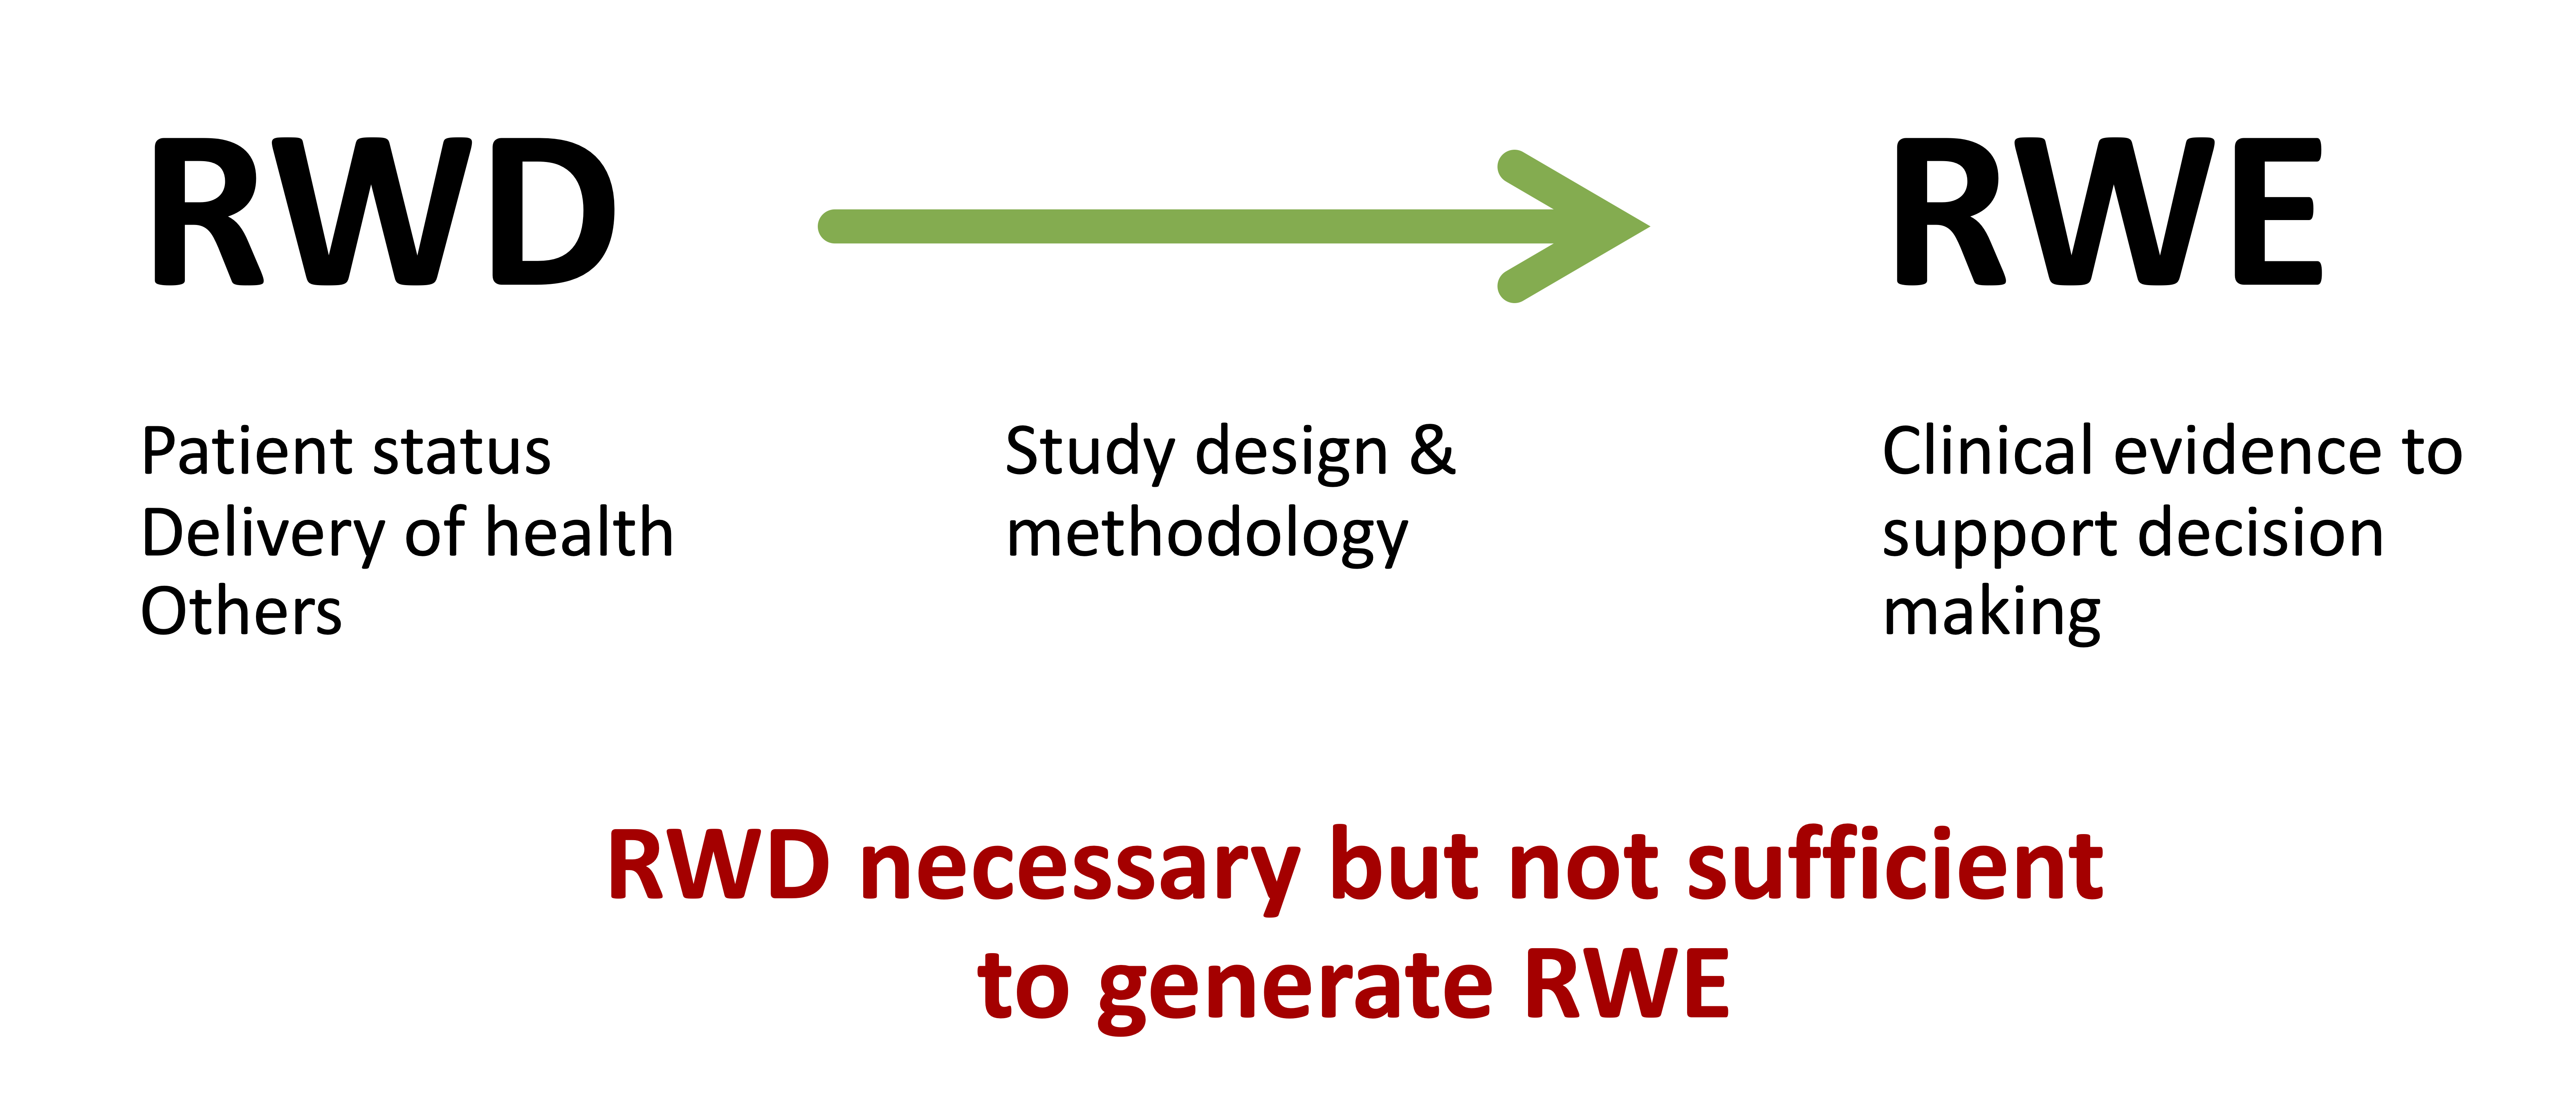 RWD
RWE
Patient status
Delivery of health
Others
Study design &
methodology
Clinical evidence to
support decision
making
RWD necessary but not sufficient
to generate RWE